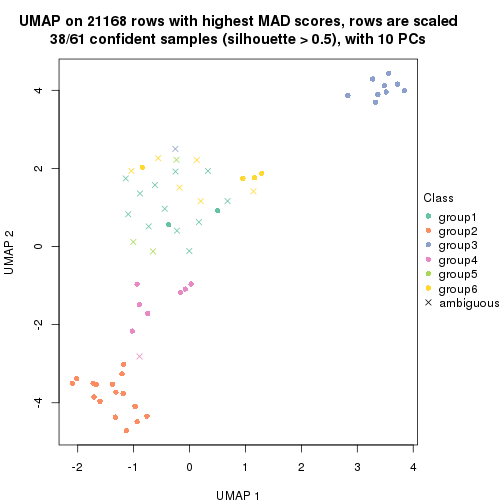 UMAP on 21168 rows with highest MAD scores, rows are scaled
38/61 confident samples (silhouette > 0.5), with 10 PCs
4
2
0
-2
-4
UMAP 2
-2
-1
0
1
2
3
4
UMAP 1
Class
group1
group2
group3
group4
group5
group6
ambiguous